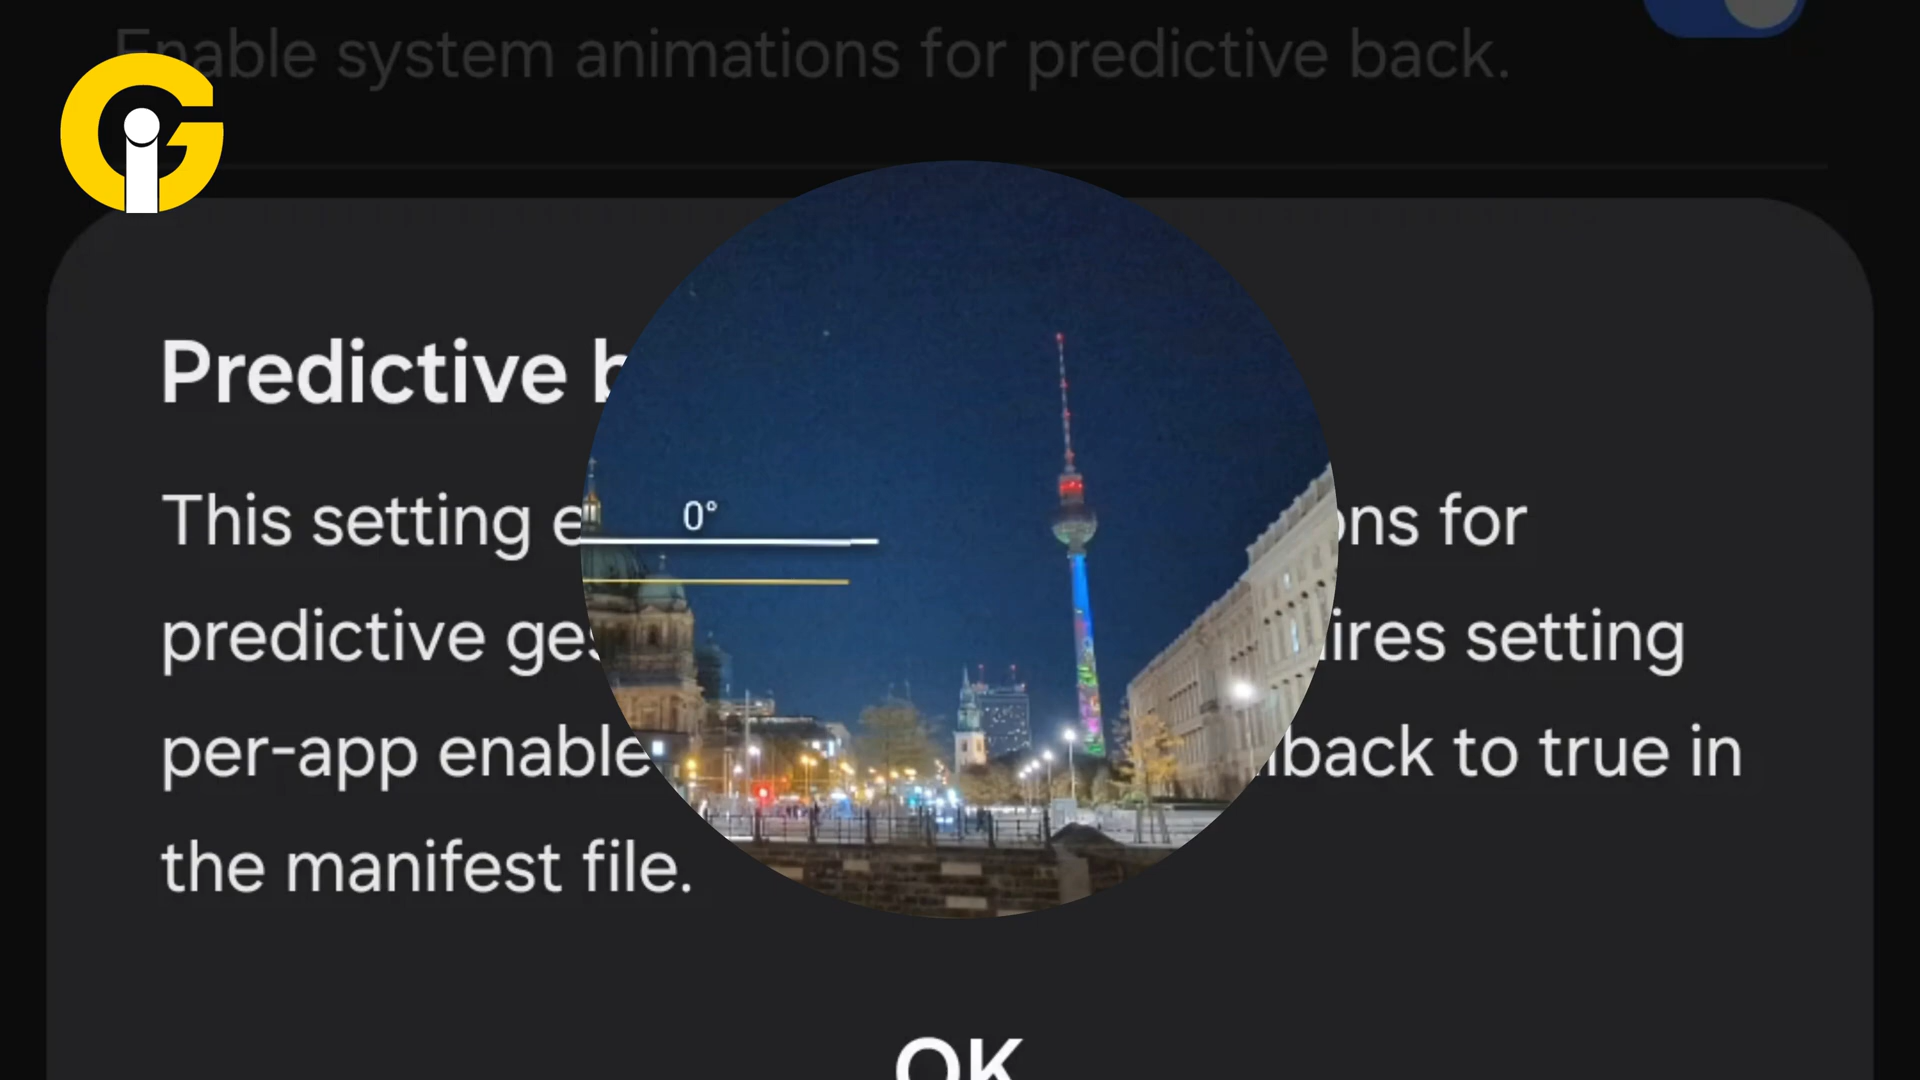 Enable system animations for predictive back.
Gi
Predictive b
This setting e ons for
0°
predictive ges ires setting
per-app enable back to true in
the manifest file.
OK